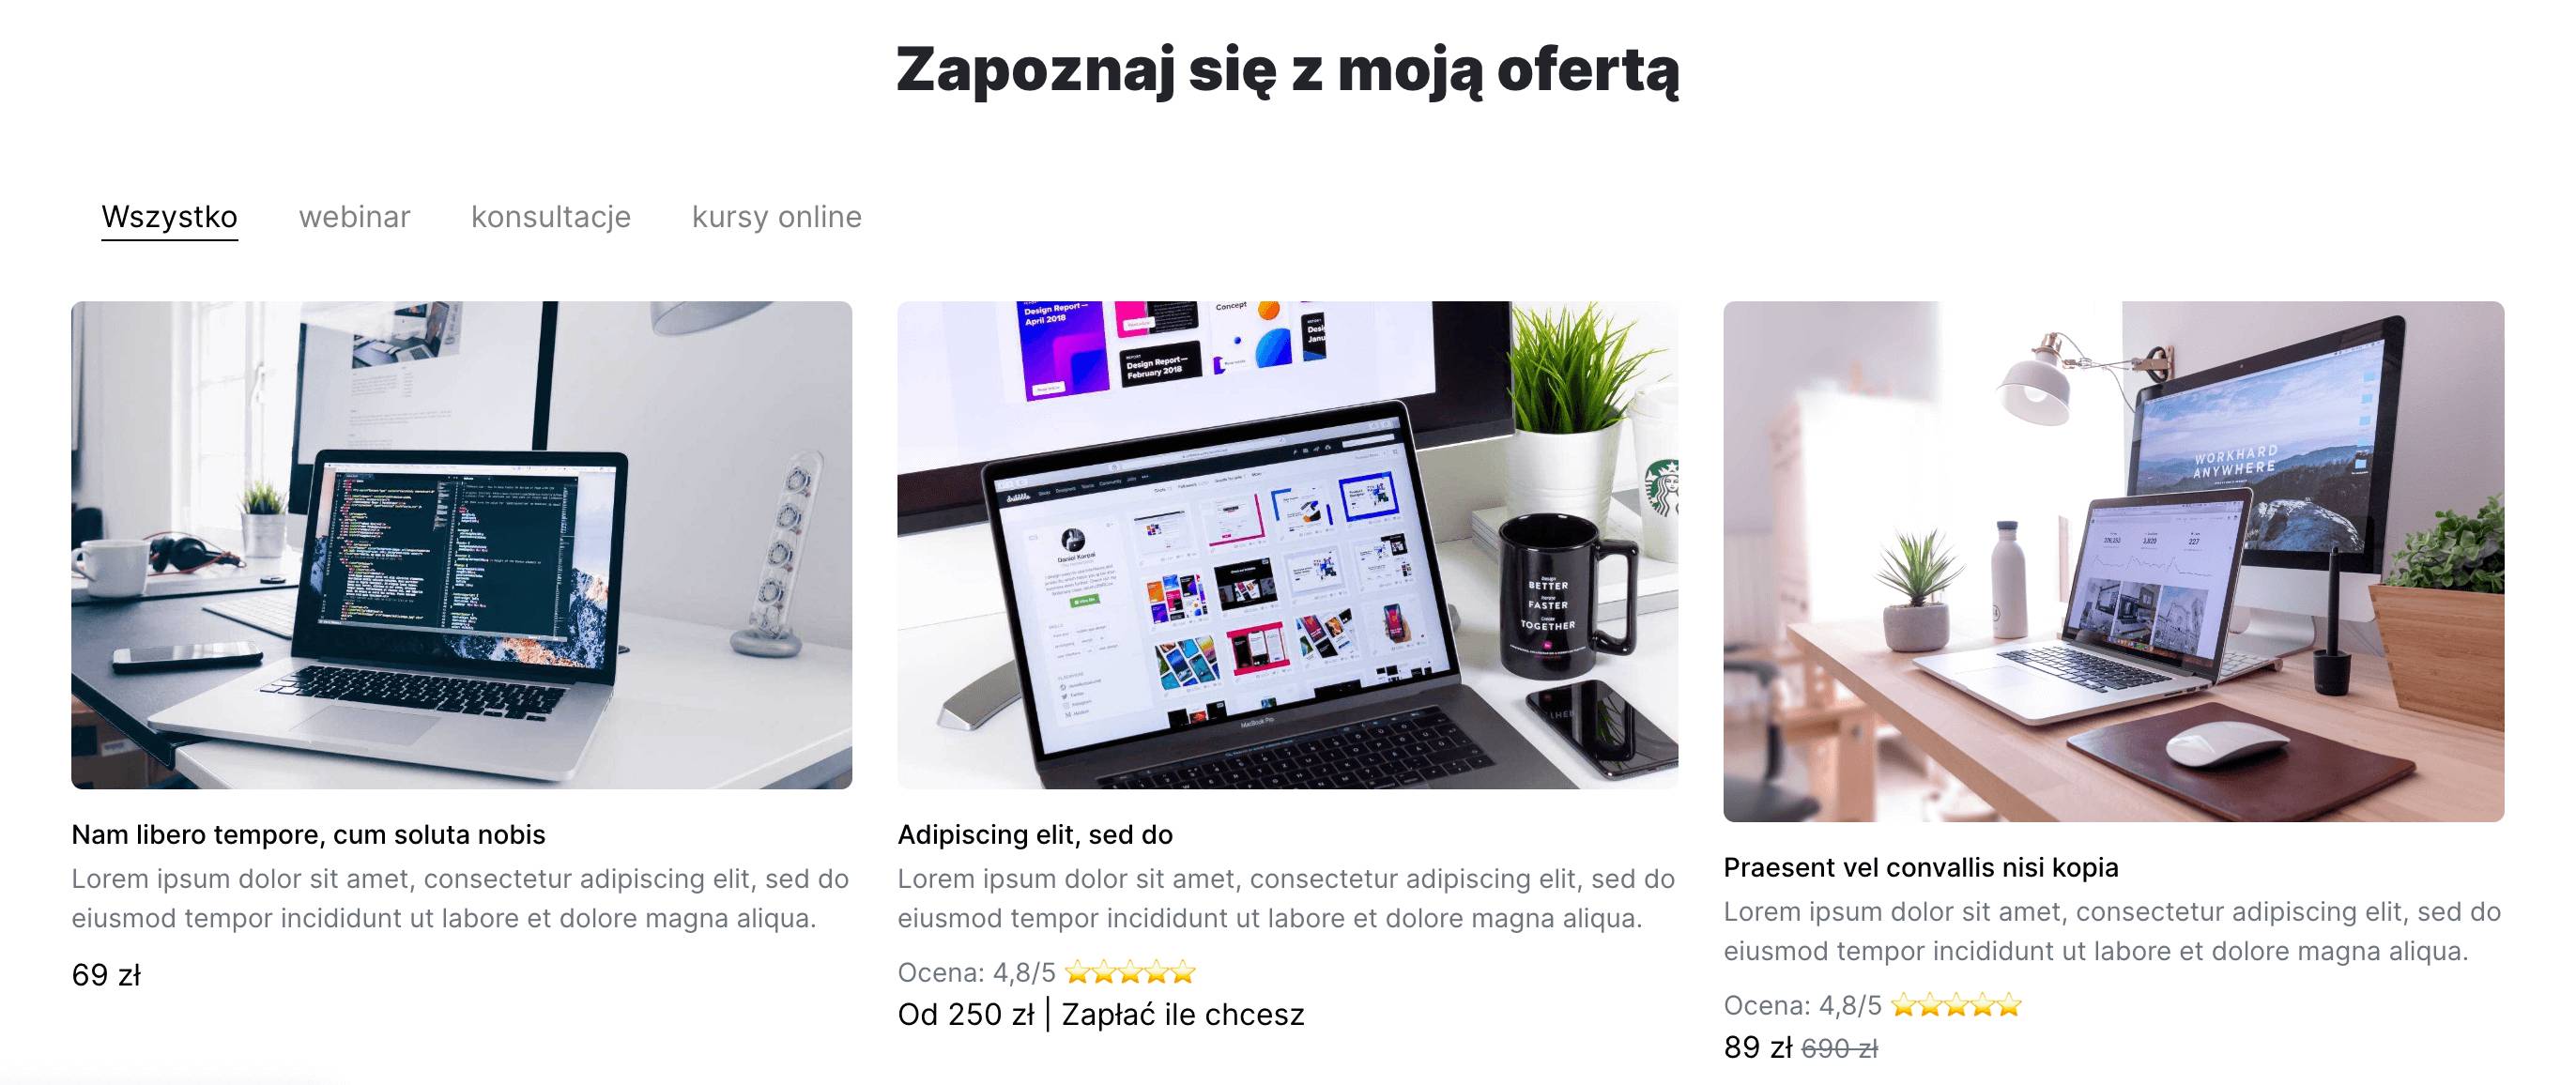 Zapoznaj się z moją ofertą
Wszystko webinar konsultacje kursy online
Design Report—
April 2018
Concept
Design Report—
February 2018
WORKHARD
ANYWHERE
BETTER
FASTER
TOGETHER
MacBook Pro
Nam libero tempore, cum soluta nobis
Lorem ipsum dolor sit amet, consectetur adipiscing elit, sed do
eiusmod tempor incididunt ut labore et dolore magna aliqua.
69 zł
Adipiscing elit, sed do
Lorem ipsum dolor sit amet, consectetur adipiscing elit, sed do
eiusmod tempor incididunt ut labore et dolore magna aliqua.
Ocena: 4,8/5 ⭐⭐⭐⭐⭐
Od 250 zł | Zapłać ile chcesz
Praesent vel convallis nisi kopia
Lorem ipsum dolor sit amet, consectetur adipiscing elit, sed do
eiusmod tempor incididunt ut labore et dolore magna aliqua.
Ocena: 4,8/5 ⭐⭐⭐⭐⭐
89 zł 690 zł